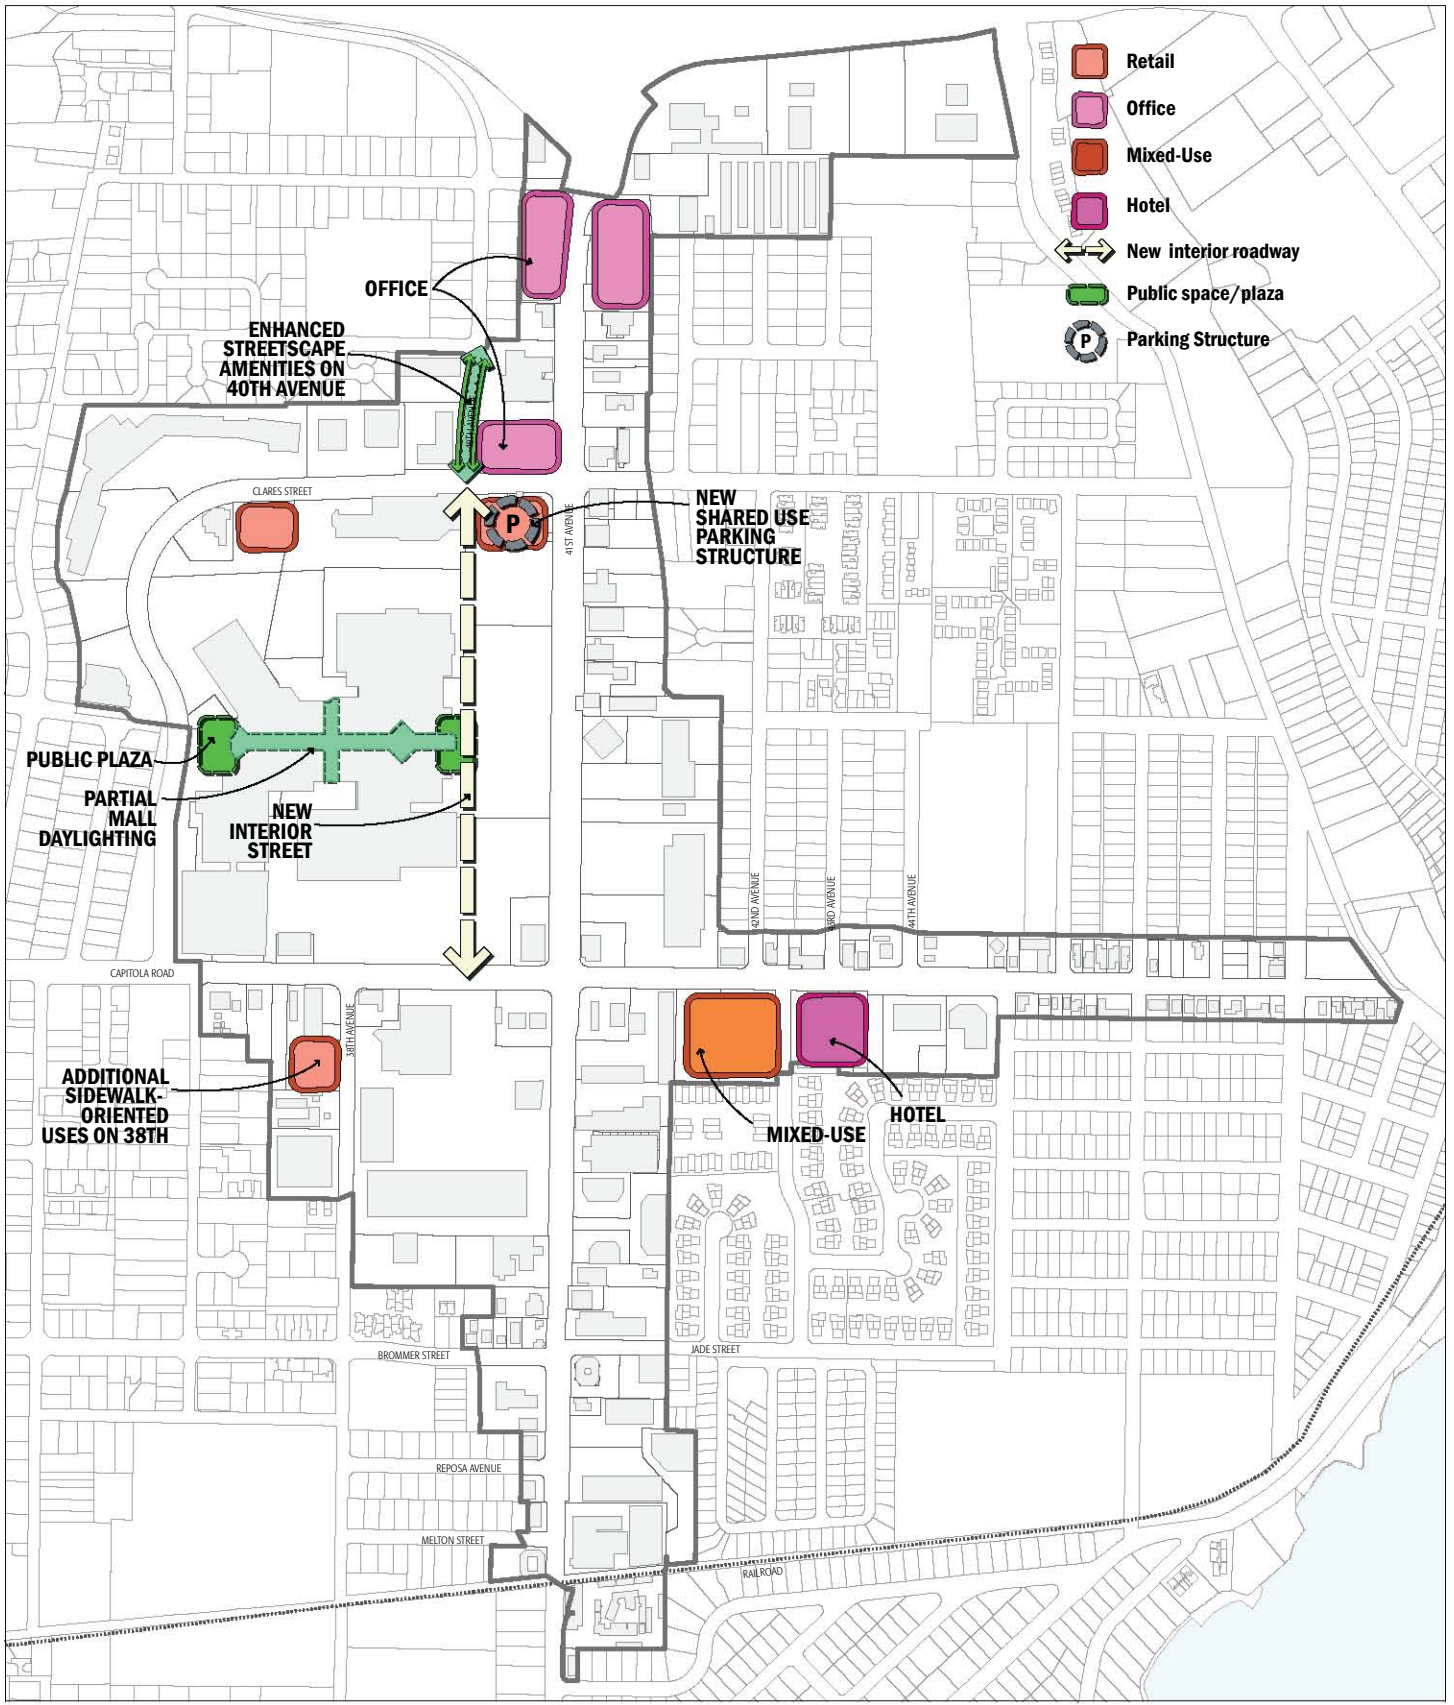 Retail
Office
Mixed-Use
Hotel
New interior roadway
Public space/plaza
P
Parking Structure
OFFICE
ENHANCED
STREETSCAPE
AMENITIES ON
40TH AVENUE
40TH AVENUE
CLARES STREET
P
41ST AVENUE
NEW
SHARED USE
PARKING
STRUCTURE
PUBLIC PLAZA
PARTIAL
MALL
DAYLIGHTING
NEW
INTERIOR
STREET
42ND AVENUE
43RD AVENUE
44TH AVENUE
CAPITOLA ROAD
38TH AVENUE
ADDITIONAL
SIDEWALK-
ORIENTED
USES ON 38TH
HOTEL
MIXED-USE
BROMMER STREET
JADE STREET
REPOSA AVENUE
MELTON STREET
RAILROAD